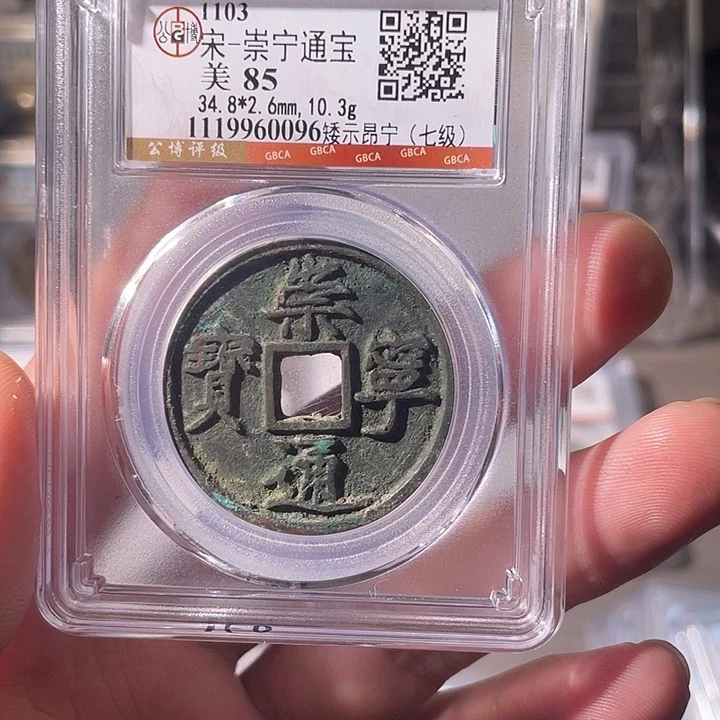 1103
公博
宋-崇宁通宝
美 85
34.8*2.6mm,10.3g
1119960096矮示昂宁（七级）
公博评级 GBCA GBCA GBCA GBCA GBCA
崇
寶 寧
通